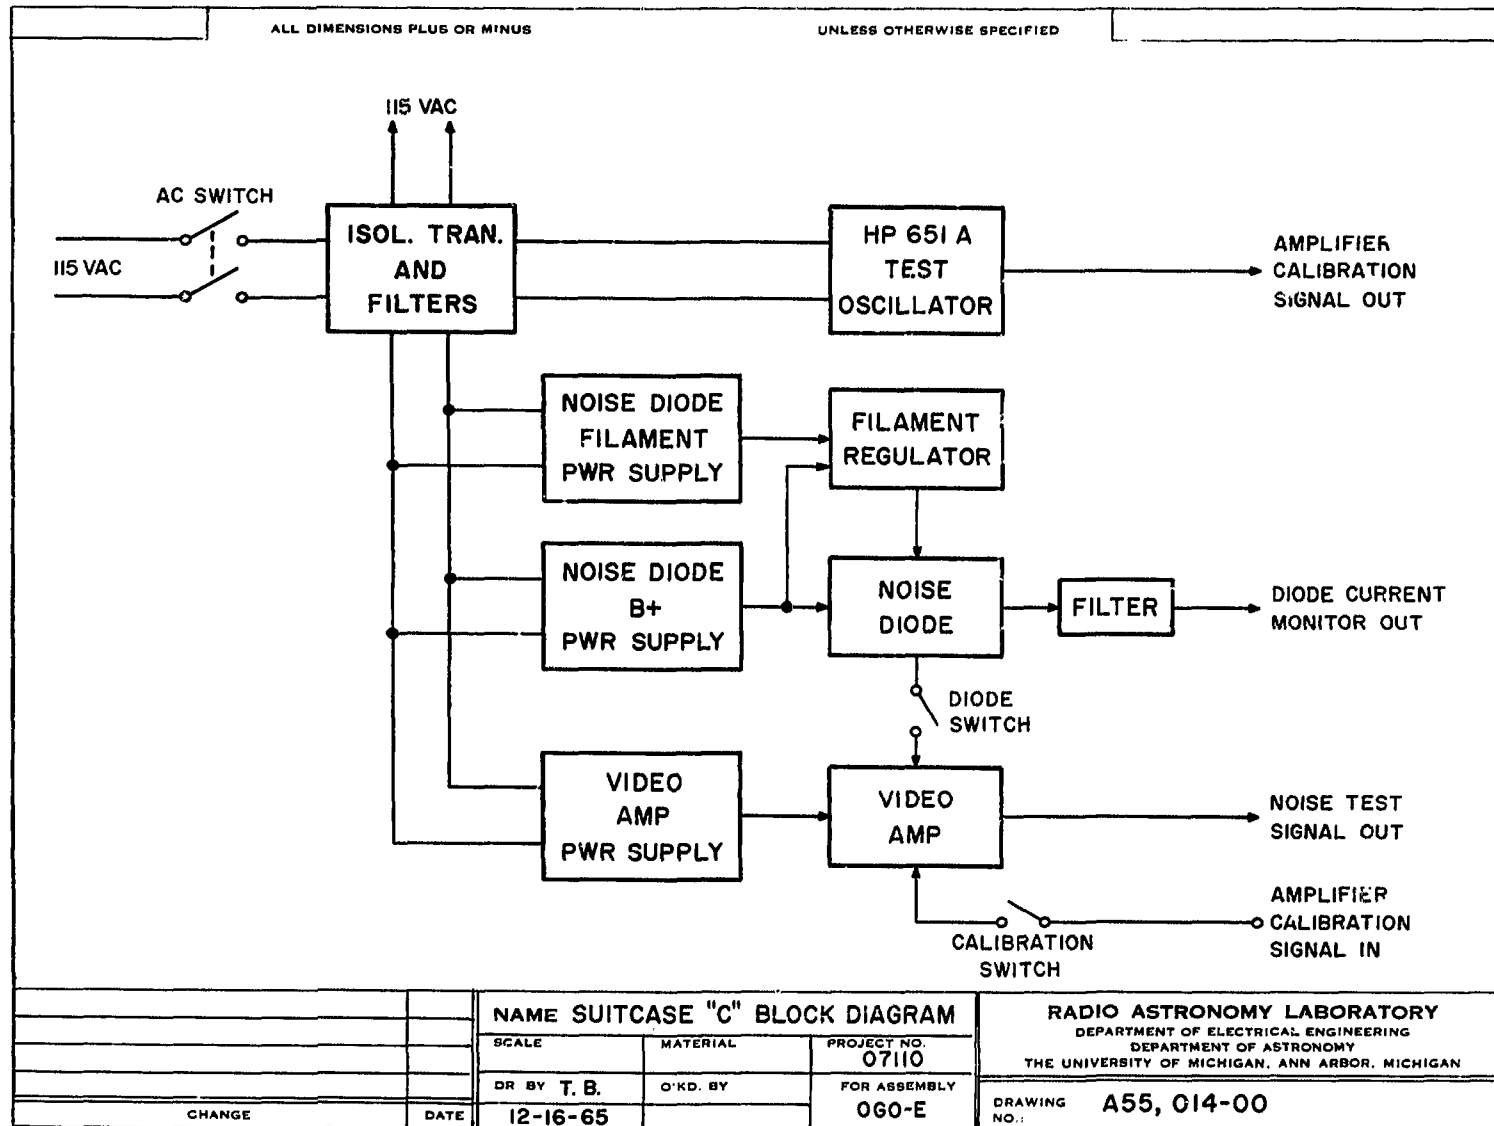 ALL DIMENSIONS PLUS OR MINUS
UNLESS OTHERWISE SPECIFIED
115 VAC
AC SWITCH
115 VAC
ISOL. TRAN.
AND
FILTERS
HP 651 A
TEST
OSCILLATOR
AMPLIFIER
CALIBRATION
SIGNAL OUT
NOISE DIODE
FILAMENT
PWR SUPPLY
FILAMENT
REGULATOR
NOISE DIODE
B+
PWR SUPPLY
NOISE
DIODE
FILTER
DIODE CURRENT
MONITOR OUT
DIODE
SWITCH
VIDEO
AMP
PWR SUPPLY
VIDEO
AMP
NOISE TEST
SIGNAL OUT
AMPLIFIER
CALIBRATION
SIGNAL IN
CALIBRATION
SWITCH
NAME SUITCASE "C" BLOCK DIAGRAM
SCALE
MATERIAL
PROJECT NO.
07110
DR BY T. B.
O'KD. BY
FOR ASSEMBLY
OGO-E
12-16-65
CHANGE
DATE
RADIO ASTRONOMY LABORATORY
DEPARTMENT OF ELECTRICAL ENGINEERING
DEPARTMENT OF ASTRONOMY
THE UNIVERSITY OF MICHIGAN, ANN ARBOR, MICHIGAN
DRAWING
NO.:
A55, 014-00